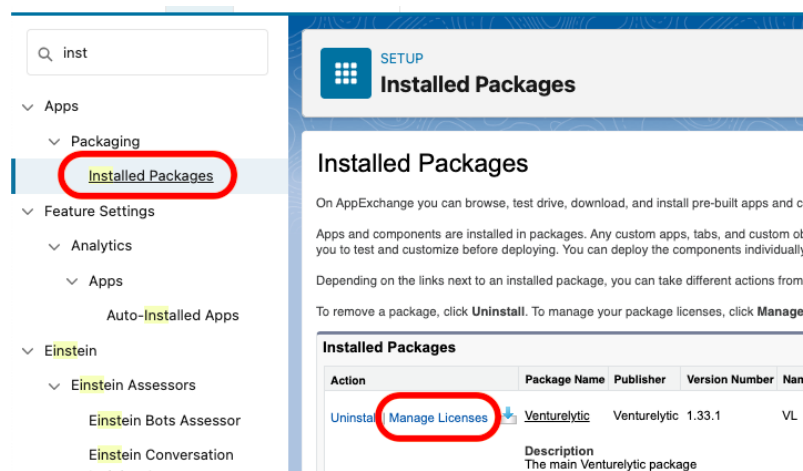 inst
Apps
Packaging
Installed Packages
Feature Settings
Analytics
Apps
Auto-Installed Apps
Einstein
Einstein Assessors
Einstein Bots Assessor
Einstein Conversation
SETUP
Installed Packages
Installed Packages
On AppExchange you can browse, test drive, download, and install pre-built apps and c
Apps and components are installed in packages. Any custom apps, tabs, and custom ob
you to test and customize before deploying. You can deploy the components individually
Depending on the links next to an installed package, you can take different actions from
To remove a package, click Uninstall. To manage your package licenses, click Manage
Installed Packages
Action Package Name Publisher Version Number Nam
Uninstall | Manage Licenses Venturelytic Venturelytic 1.33.1 VL
Description
The main Venturelytic package